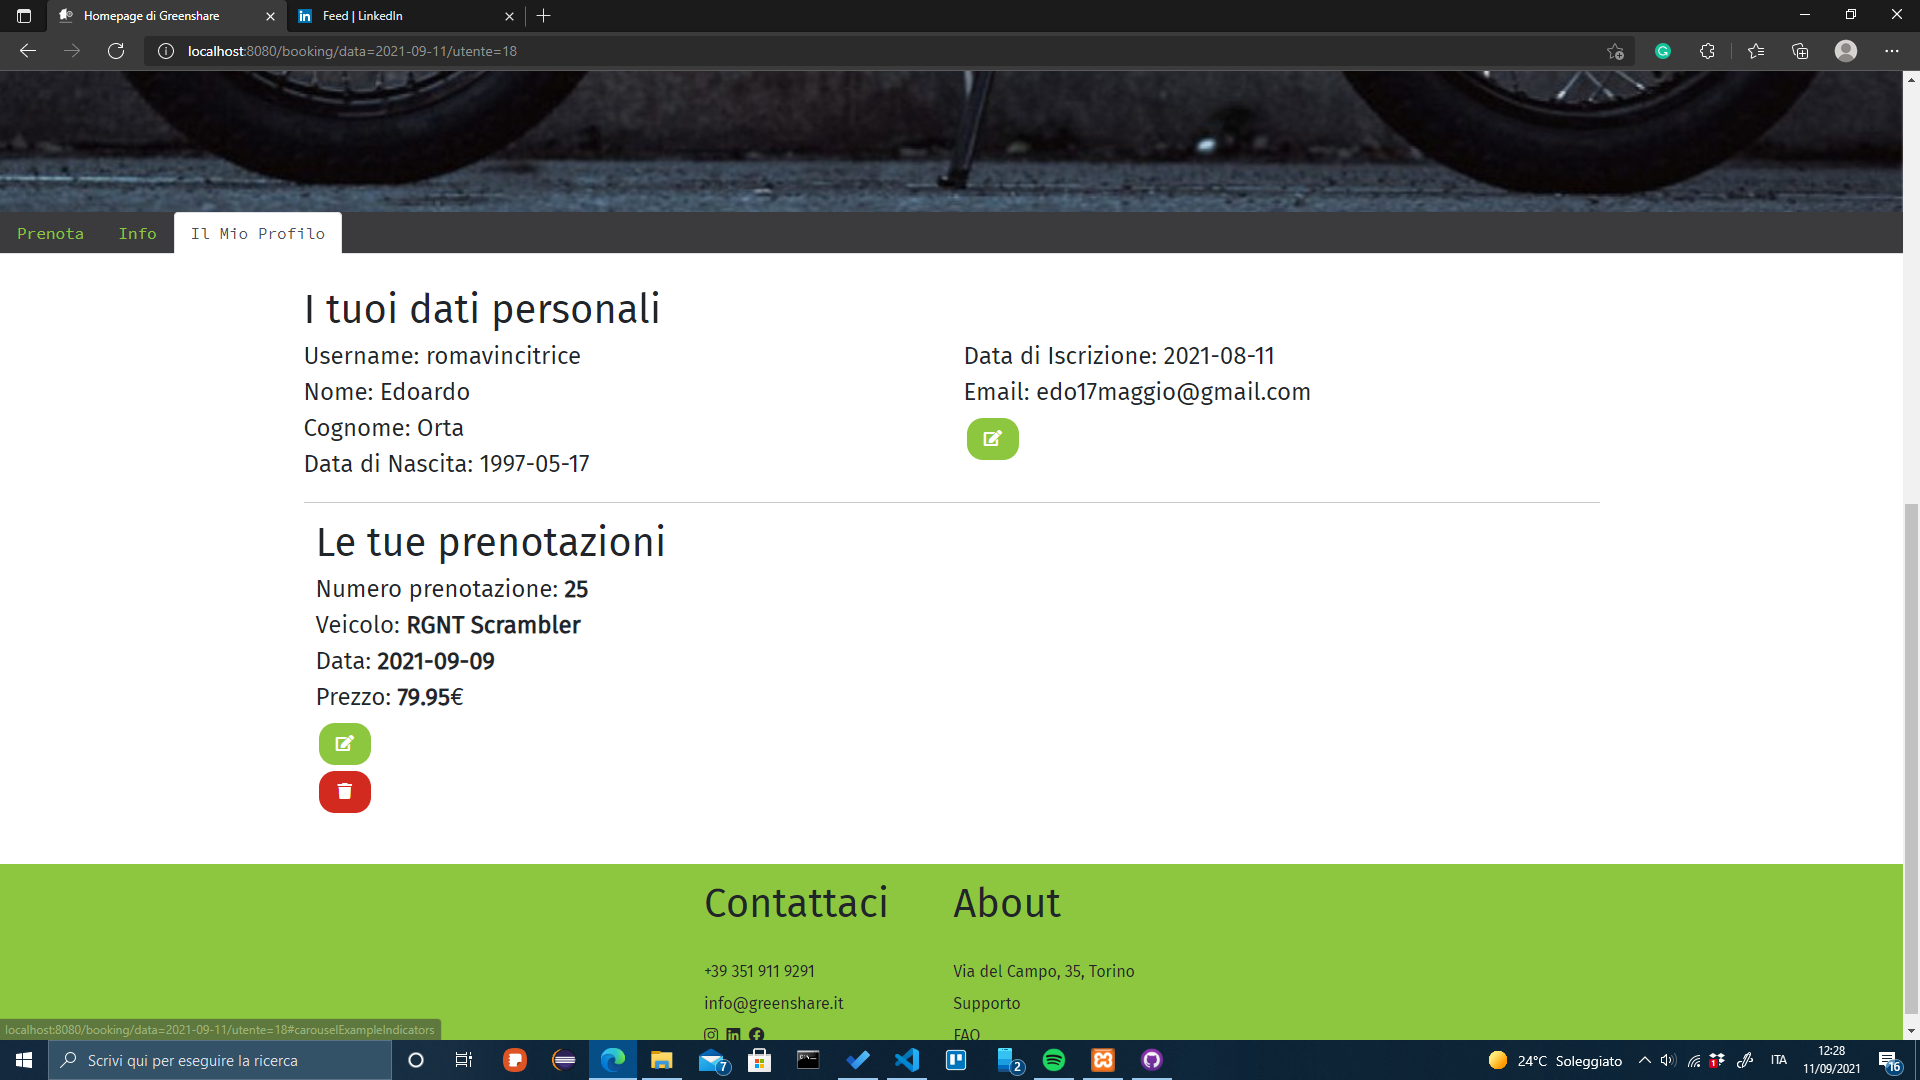 Homepage di Greenshare
Feed | LinkedIn
localhost:8080/booking/data=2021-09-11/utente=18
Prenota
Info
Il Mio Profilo
I tuoi dati personali
Username: romavincitrice
Nome: Edoardo
Cognome: Orta
Data di Nascita: 1997-05-17
Data di Iscrizione: 2021-08-11
Email: edo17maggio@gmail.com
Le tue prenotazioni
Numero prenotazione: 25
Veicolo: RGNT Scrambler
Data: 2021-09-09
Prezzo: 79.95€
Contattaci
+39 351 911 9291
info@greenshare.it
About
Via del Campo, 35, Torino
Supporto
FAQ
localhost:8080/booking/data=2021-09-11/utente=18#carouselExampleIndicators
Scrivi qui per eseguire la ricerca
7
2
24°C Soleggiato
1
ITA
12:28
11/09/2021
16